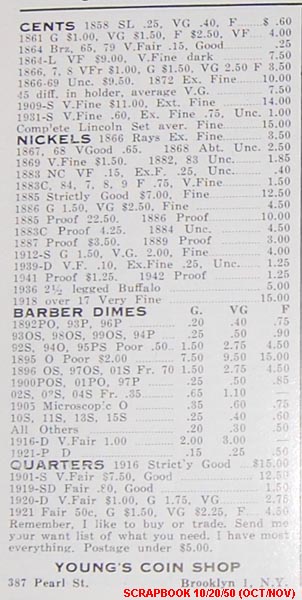 CENTS 1858 SL .25, VG .40, F $ .60
1861 G $1.00, VG $1.50, F $2.50, VF 4.00
1864 Brz, 65, 79 V.Fair .15, Good .25
1864-L VF $9.00, V.Fine dark 7.50
1866, 7, 8 VFr $1.00, G $1.50, VG 2.50 F 3.50
1866-69 Unc. $9.50. 1872 Ex. Fine 10.00
45 diff. in holder, average V.G. 7.50
1909-S V.Fine $11.00, Ext. Fine 14.00
1931-S V.Fine .60, Ex. Fine .75, Unc. 1.00
Complete Lincoln Set aver. Fine 15.00
NICKELS 1866 Rays Ex. Fine 3.50
1867, 68 VGood .65. 1868 Abt. Unc. 2.50
1869 V.Fine $1.50. 1882, 83 Unc. 1.85
1883 NC VF .15, Ex.F. .25, Unc. .40
1883C, 84, 7, 8, 9 F .75, V.Fine 1.50
1885 Strictly Good $7.00, Fine 12.50
1886 G 1.50, VG $2.50, Fine 4.50
1885 Proof 22.50. 1886 Proof 10.00
1883C Proof 4.25. 1884 Unc. 4.50
1887 Proof $3.50. 1889 Proof 3.00
1912-S G 1.50, V.G. 2.00, Fine 4.00
1939-D V.F. .10, Ex.Fine .25, Unc. 1.25
1941 Proof $1.25. 1942 Proof 1.25
1936 2½ legged Buffalo 5.00
1918 over 17 Very Fine 15.00
BARBER DIMES G. VG F
1892PO, 93P, 96P .20 .40 .75
93OS, 98OS, 99OS, 94P .25 .50 .90
92S, 94O, 95PS Poor .50 1.50 2.75 4.50
1895 O Poor $2.00 7.50 9.50 15.00
1896 OS, 97OS, 01S Fr. 70 1.50 2.75 4.50
1900POS, 01PO, 97P .25 .50 .85
02S, 04S Fr. .35 .65 1.10 —
1905 Microscopic O .35 .60 .75
10S, 11S, 13S, 15S .25 .40 .60
All Others .20 .30 .50
1916-D V.Fair 1.00 2.00 3.00 —
1921-P D .15 .25 .50
QUARTERS 1916 Strictly Good $15.00
1901-S V.Fair $7.50, Good 12.50
1919-SD Fair .80, Good 1.50
1920-D V.Fair $1.00, G 1.75, VG 2.75
1921 Fair 50c, G $1.50, VG $2.25, F 4.50
Remember, I like to buy or trade. Send me
your want list of what you need. I have most
everything. Postage under $5.00.
YOUNG'S COIN SHOP
387 Pearl St. Brooklyn 1, N.Y.
SCRAPBOOK 10/20/50 (OCT/NOV)